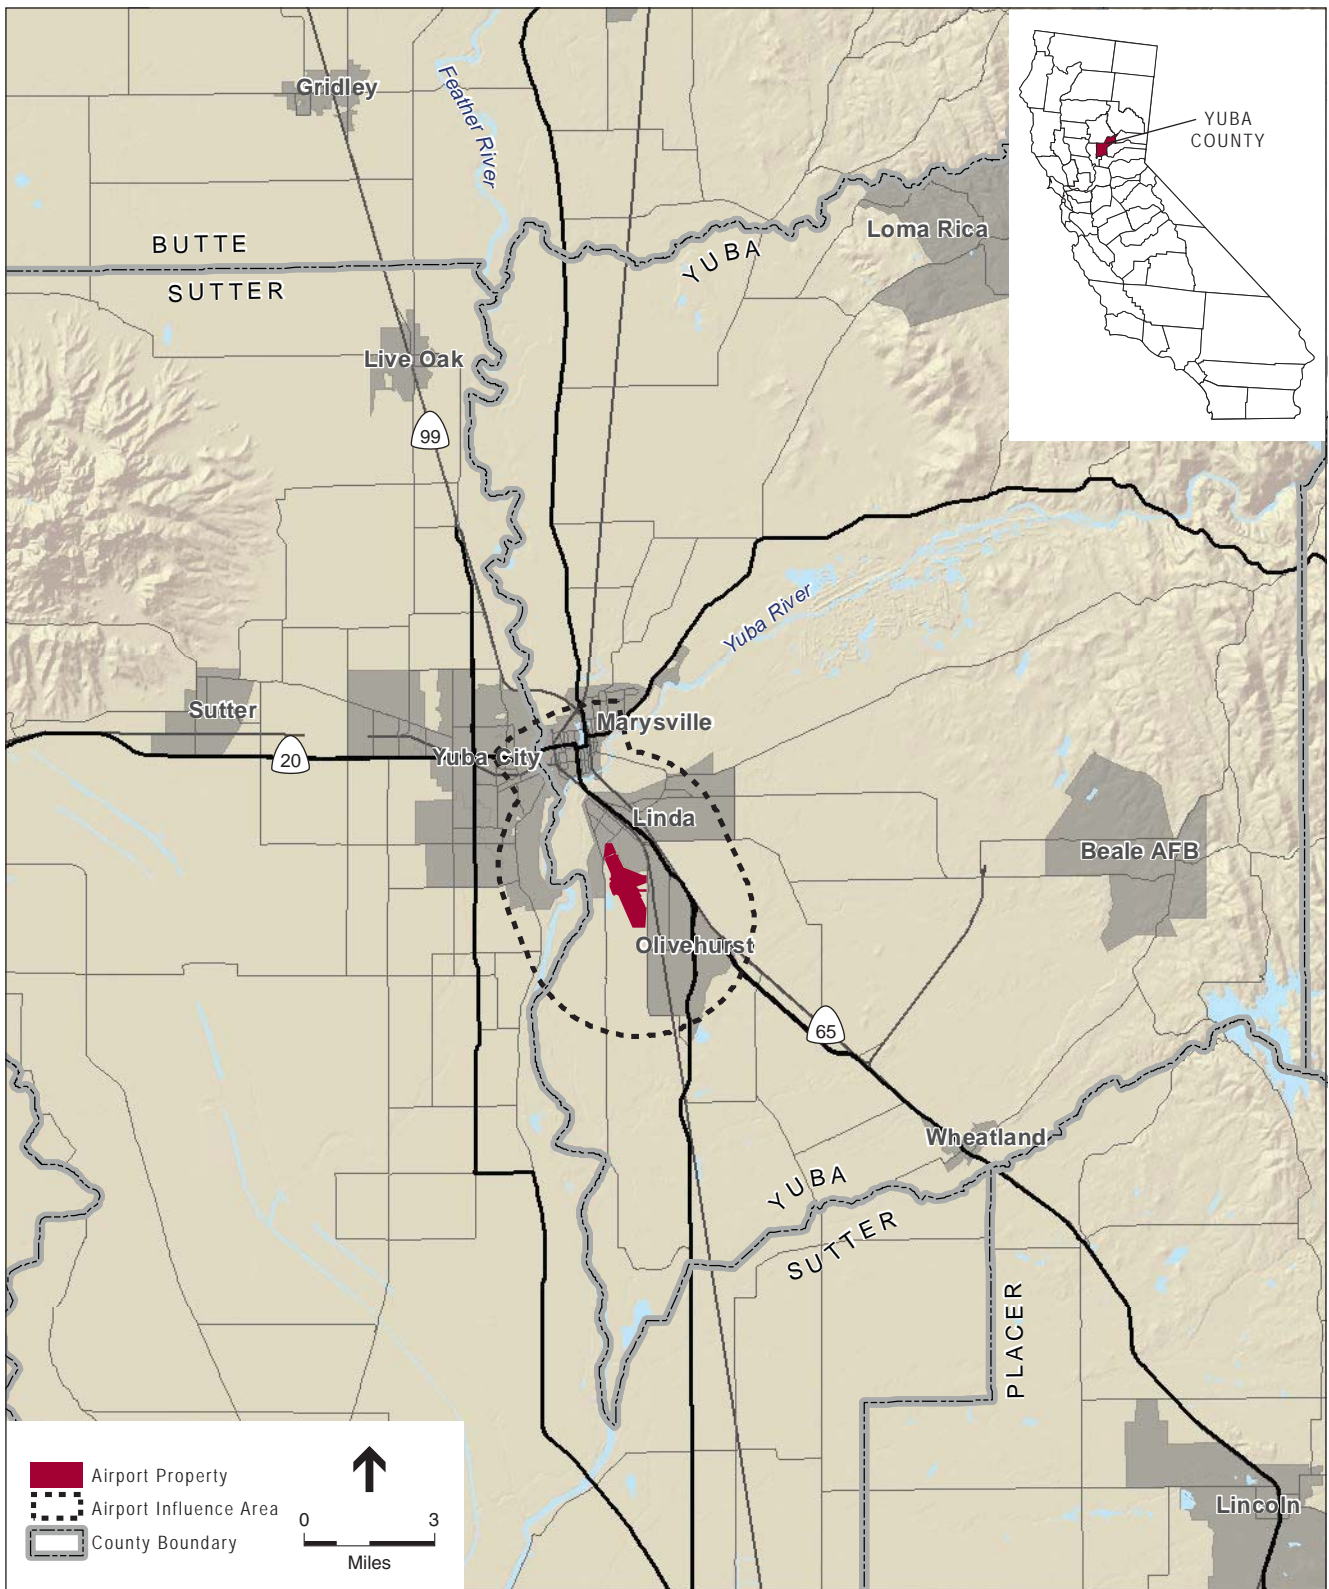 Gridley
Feather River
YUBA
COUNTY
BUTTE
SUTTER
YUBA
Loma Rica
Live Oak
99
Yuba River
Sutter
Marysville
20
Yuba City
Linda
Beale AFB
Olivehurst
65
Wheatland
YUBA
SUTTER
PLACER
Airport Property
Airport Influence Area
County Boundary
0 3
Miles
Lincoln